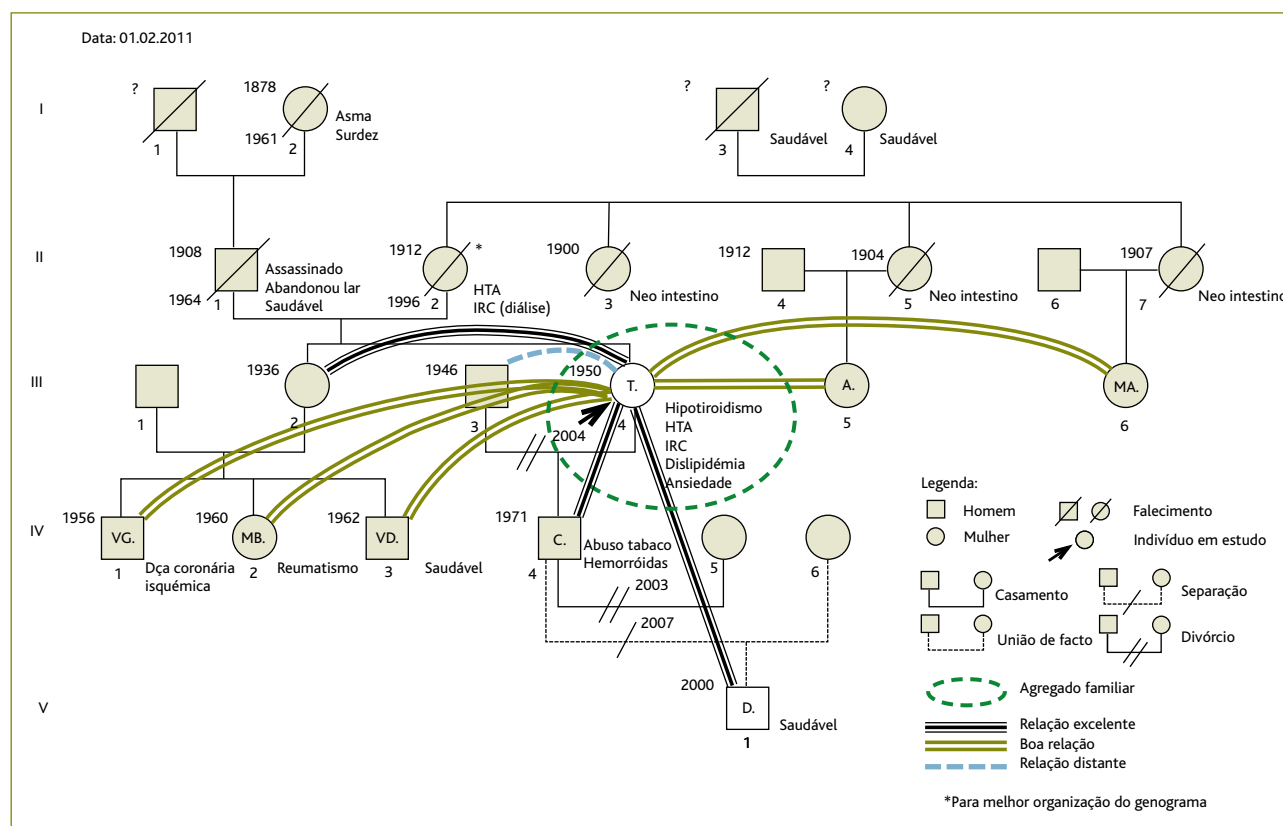 Data: 01.02.2011
I
?
1
1878
1961
2
Asma
Surdez
?
3
Saudável
?
4
Saudável
II
1908
1964
1
Assassinado
Abandonou lar
Saudável
1912
*
1996
2
HTA
IRC (diálise)
1900
3
Neo intestino
1912
4
1904
5
Neo intestino
6
1907
7
Neo intestino
III
1
1936
2
1946
3
1950
T.
4
2004
Hipotiroidismo
HTA
IRC
Dislipidémia
Ansiedade
A.
5
MA.
6
IV
1956
VG.
1
Dça coronária
isquémica
1960
MB.
2
Reumatismo
1962
VD.
3
Saudável
1971
C.
4
Abuso tabaco
Hemorróidas
5
6
2003
2007
V
2000
D.
1
Saudável
Legenda:
Homem
Mulher
Falecimento
Indivíduo em estudo
Casamento
Separação
União de facto
Divórcio
Agregado familiar
Relação excelente
Boa relação
Relação distante
*Para melhor organização do genograma